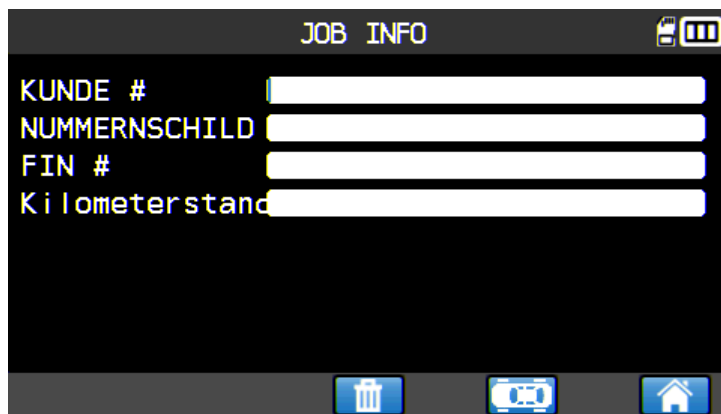 JOB INFO
KUNDE #
NUMMERNSCHILD
FIN #
Kilometerstand